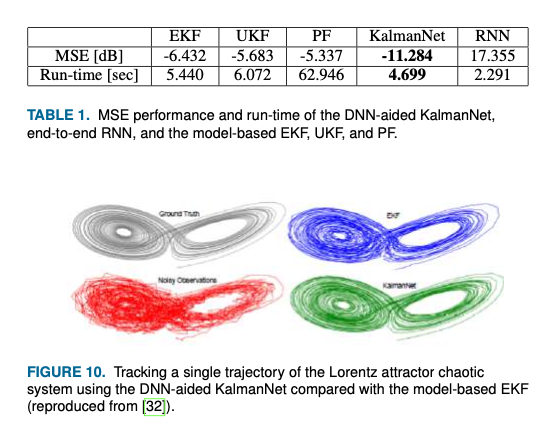 EKF UKF PF KalmanNet RNN
MSE [dB] -6.432 -5.683 -5.337 -11.284 17.355
Run-time [sec] 5.440 6.072 62.946 4.699 2.291
TABLE 1. MSE performance and run-time of the DNN-aided KalmanNet,
end-to-end RNN, and the model-based EKF, UKF, and PF.
Ground Truth
EKF
Noisy Observations
KalmanNet
FIGURE 10. Tracking a single trajectory of the Lorentz attractor chaotic
system using the DNN-aided KalmanNet compared with the model-based EKF
(reproduced from [32]).